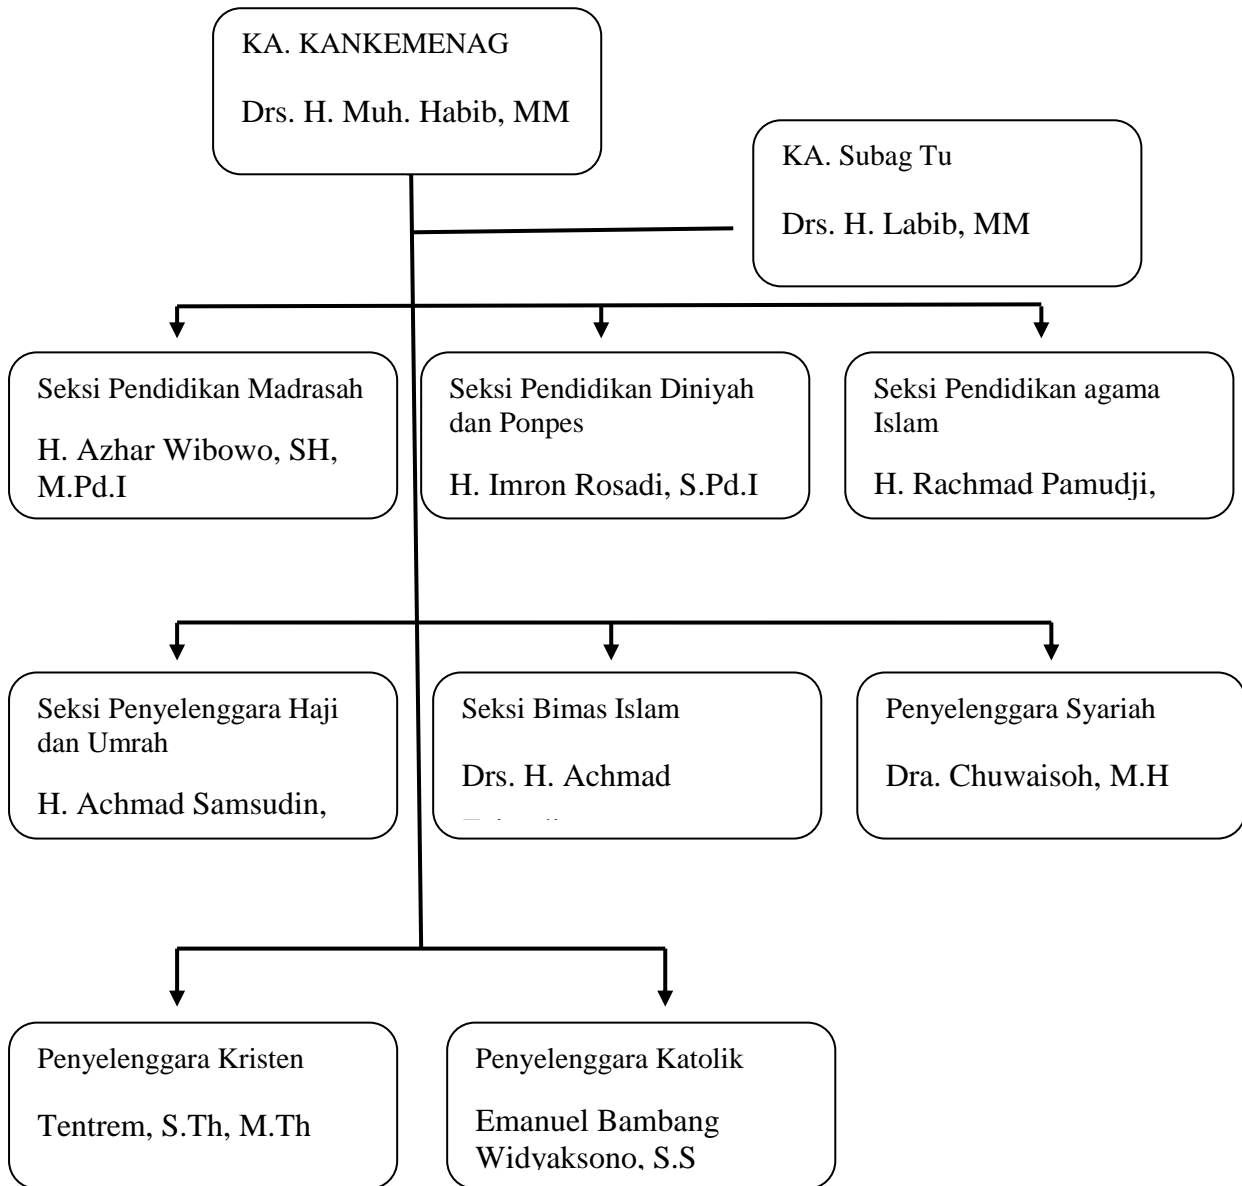 KA. KANKEMENAG
Drs. H. Muh. Habib, MM
KA. Subag Tu
Drs. H. Labib, MM
Seksi Pendidikan Madrasah
H. Azhar Wibowo, SH,
M.Pd.I
Seksi Pendidikan Diniyah
dan Ponpes
H. Imron Rosadi, S.Pd.I
Seksi Pendidikan agama
Islam
H. Rachmad Pamudji,
Seksi Penyelenggara Haji
dan Umrah
H. Achmad Samsudin,
Seksi Bimas Islam
Drs. H. Achmad
Penyelenggara Syariah
Dra. Chuwaisoh, M.H
Penyelenggara Kristen
Tentrem, S.Th, M.Th
Penyelenggara Katolik
Emanuel Bambang
Widyaksono, S.S